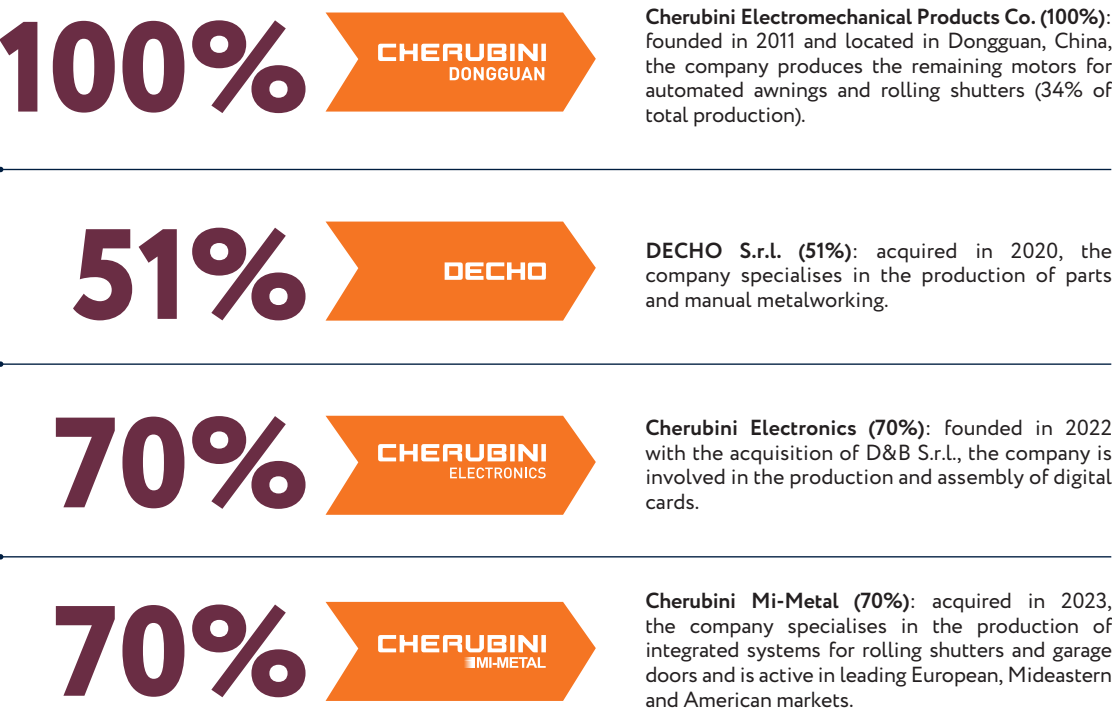 100%
CHERUBINI
DONGGUAN
Cherubini Electromechanical Products Co. (100%):
founded in 2011 and located in Dongguan, China,
the company produces the remaining motors for
automated awnings and rolling shutters (34% of
total production).
51%
DECHO
DECHO S.r.l. (51%): acquired in 2020, the
company specialises in the production of parts
and manual metalworking.
70%
CHERUBINI
ELECTRONICS
Cherubini Electronics (70%): founded in 2022
with the acquisition of D&B S.r.l., the company is
involved in the production and assembly of digital
cards.
70%
CHERUBINI
MI-METAL
Cherubini Mi-Metal (70%): acquired in 2023,
the company specialises in the production of
integrated systems for rolling shutters and garage
doors and is active in leading European, Mideastern
and American markets.